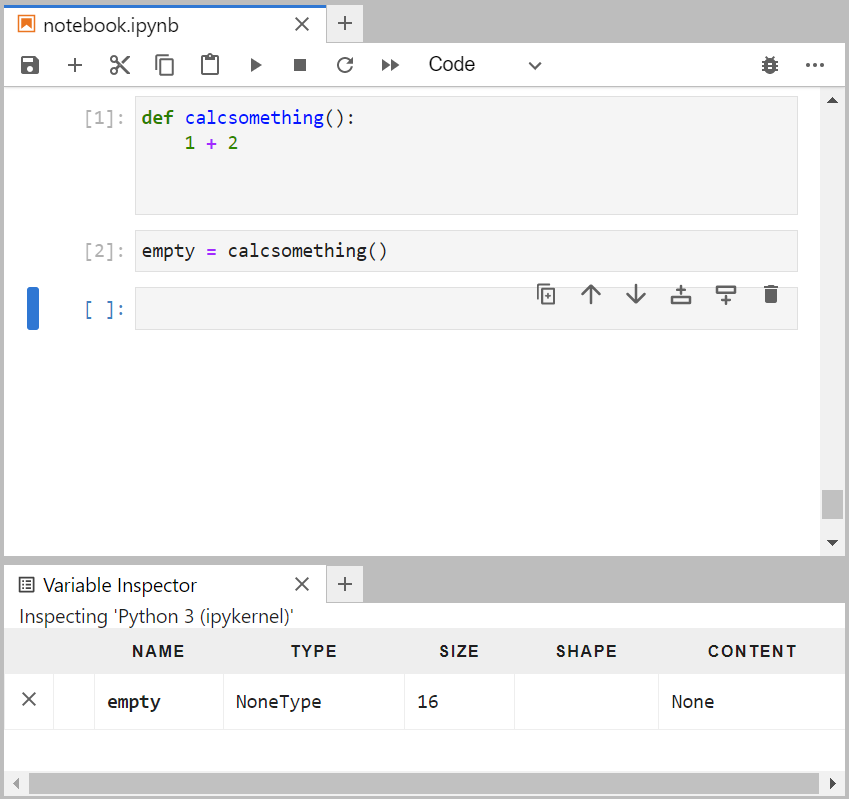 notebook.ipynb
Code
[1]: def calcsomething():
    1 + 2
[2]: empty = calcsomething()
[ ]:
Variable Inspector
Inspecting 'Python 3 (ipykernel)'
NAME TYPE SIZE SHAPE CONTENT
empty NoneType 16 None